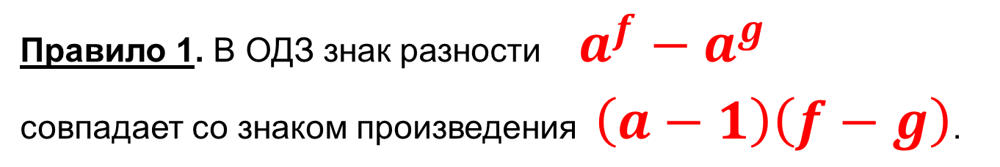 Правило 1. В ОДЗ знак разности a^f − a^g
совпадает со знаком произведения (a − 1)(f − g).